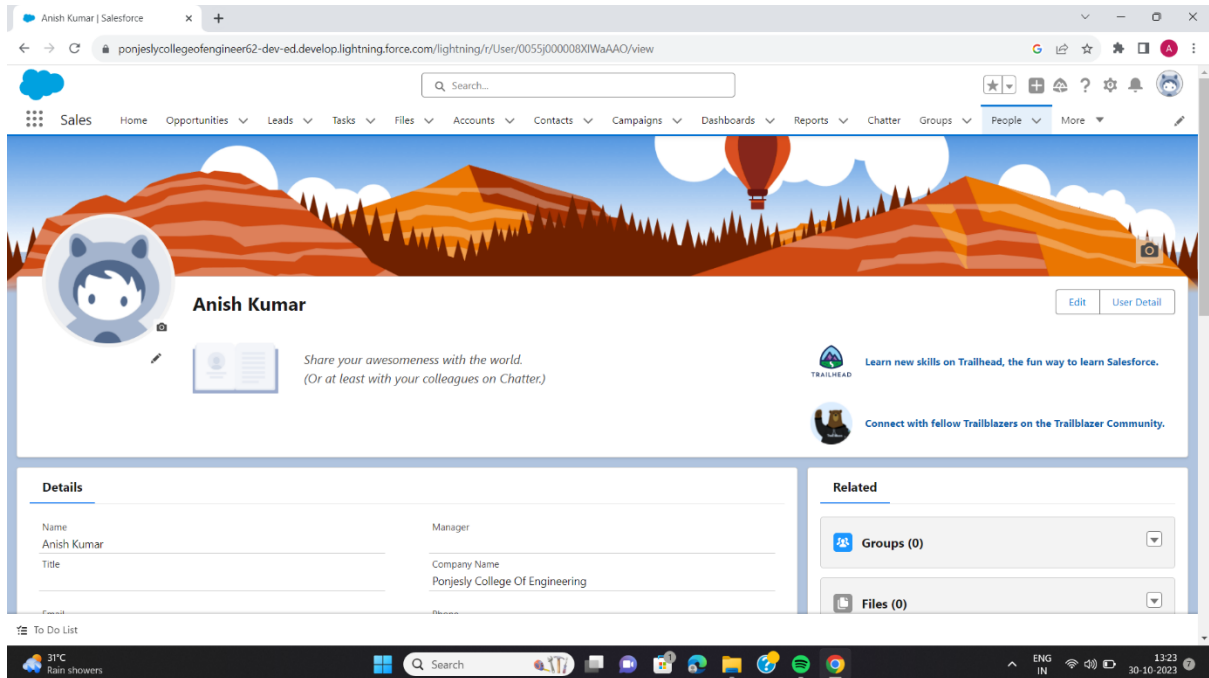 Anish Kumar | Salesforce
ponjeslycollegeofengineer62-dev-ed.develop.lightning.force.com/lightning/r/User/0055j000008XIWaAAO/view
G
A
Search...
Sales Home Opportunities Leads Tasks Files Accounts Contacts Campaigns Dashboards Reports Chatter Groups People More
Anish Kumar
Edit User Detail
Share your awesomeness with the world.
(Or at least with your colleagues on Chatter.)
TRAILHEAD
Learn new skills on Trailhead, the fun way to learn Salesforce.
Connect with fellow Trailblazers on the Trailblazer Community.
Details
Name
Anish Kumar
Title
Manager
Company Name
Ponjesly College Of Engineering
Related
Groups (0)
Files (0)
To Do List
31°C
Rain showers
Search
1
ENG
IN
13:23
30-10-2023
7